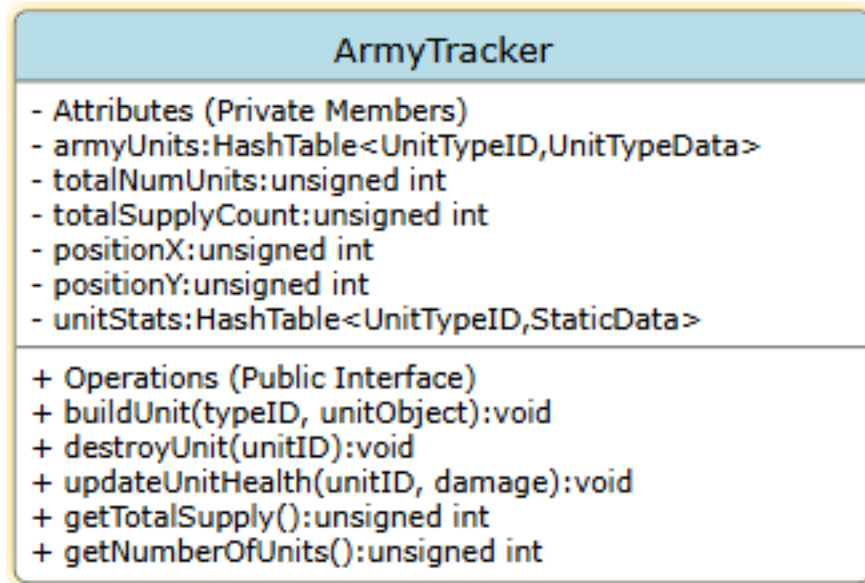 ArmyTracker
- Attributes (Private Members)
- armyUnits:HashTable<UnitTypeID,UnitTypeData>
- totalNumUnits:unsigned int
- totalSupplyCount:unsigned int
- positionX:unsigned int
- positionY:unsigned int
- unitStats:HashTable<UnitTypeID,StaticData>
+ Operations (Public Interface)
+ buildUnit(typeID, unitObject):void
+ destroyUnit(unitID):void
+ updateUnitHealth(unitID, damage):void
+ getTotalSupply():unsigned int
+ getNumberOfUnits():unsigned int